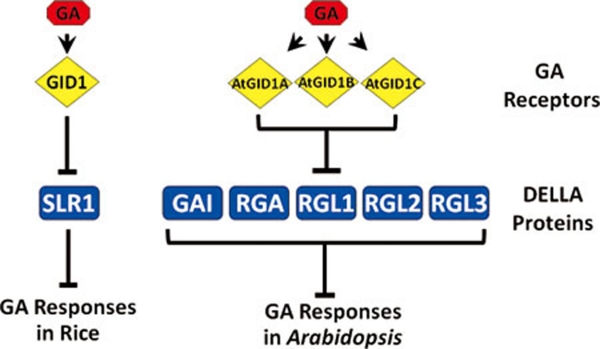 GA
GA
GID1
AtGID1A
AtGID1B
AtGID1C
GA
Receptors
SLR1
GAI
RGA
RGL1
RGL2
RGL3
DELLA
Proteins
GA Responses
in Rice
GA Responses
in Arabidopsis